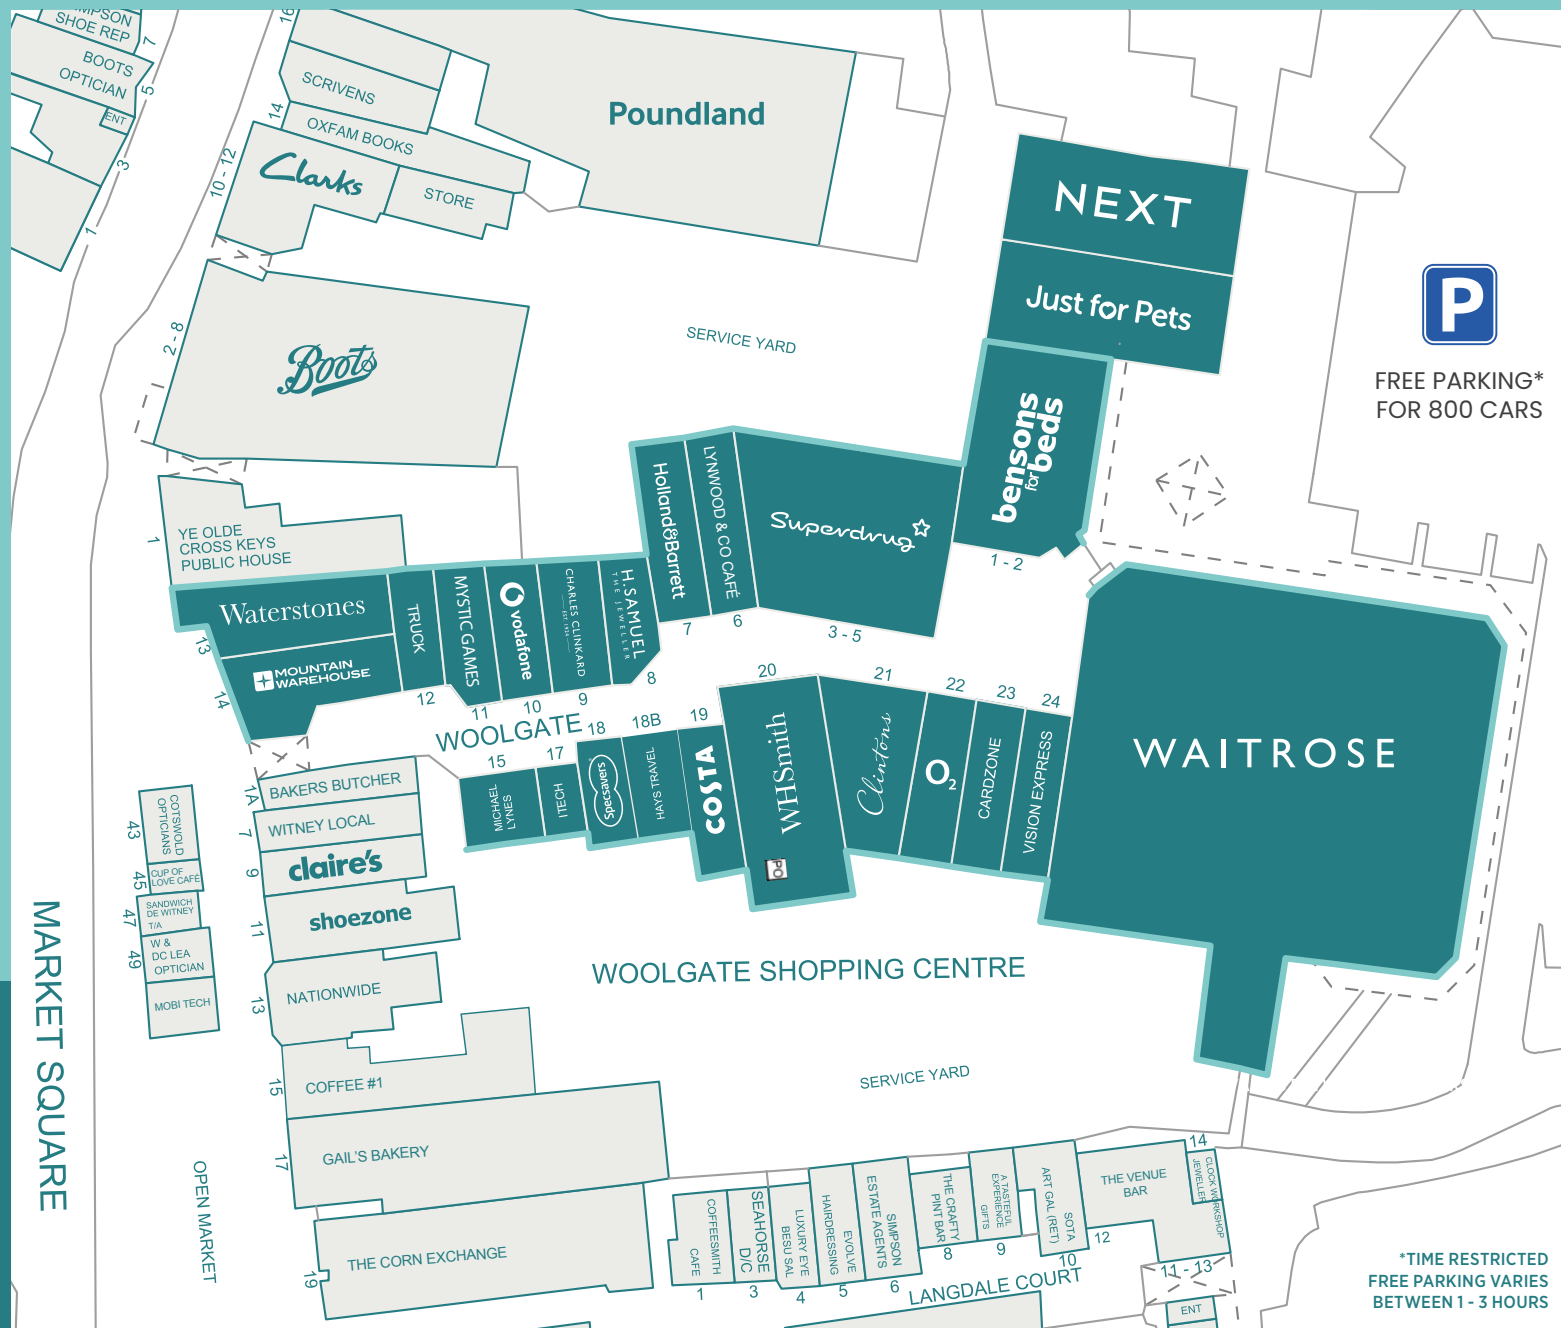 MPSON
SHOE REP
7
BOOTS
OPTICIAN
5
ENT
3
1
16
SCRIVENS
14
OXFAM BOOKS
10 - 12
Clarks
STORE
Poundland
2 - 8
Boots
SERVICE YARD
NEXT
Just for Pets
bensons
for
beds
1 - 2
P
FREE PARKING*
FOR 800 CARS
1
YE OLDE
CROSS KEYS
PUBLIC HOUSE
Waterstones
13
MOUNTAIN
WAREHOUSE
14
TRUCK
12
MYSTIC GAMES
11
vodafone
10
CHARLES CLINKARD
EST. 1924
9
H.SAMUEL
THE JEWELLER
8
Holland&Barrett
7
LYNWOOD & CO CAFÉ
6
Superdrug
3 - 5
WOOLGATE
15
MICHAEL
LYNES
17
ITECH
18
Specsavers
18B
HAYS TRAVEL
19
COSTA
20
WHSmith
PO
21
Clintons
22
O2
23
CARDZONE
24
VISION EXPRESS
WAITROSE
1A
BAKERS BUTCHER
7
WITNEY LOCAL
9
claire's
11
shoezone
13
NATIONWIDE
15
COFFEE #1
17
GAIL'S BAKERY
19
THE CORN EXCHANGE
43
COTSWOLD
OPTICIANS
45
CUP OF
LOVE CAFÉ
47
SANDWICH
DE WITNEY
T/A
49
W &
DC LEA
OPTICIAN
MOBI TECH
MARKET SQUARE
OPEN MARKET
WOOLGATE SHOPPING CENTRE
SERVICE YARD
COFFEESMITH
CAFE
1
SEAHORSE
D/C
3
LUXURY EYE
BESU SAL
4
EVOLVE
HAIRDRESSING
5
SIMPSON
ESTATE AGENTS
6
THE CRAFTY
PINT BAR
8
A TASTEFUL
EXPERIENCE
GIFTS
9
SOTA
ART GAL (RET)
10
THE VENUE
BAR
12
11 - 13
14
CLOCK WORKSHOP
JEWELLER
LANGDALE COURT
ENT
*TIME RESTRICTED
FREE PARKING VARIES
BETWEEN 1 - 3 HOURS